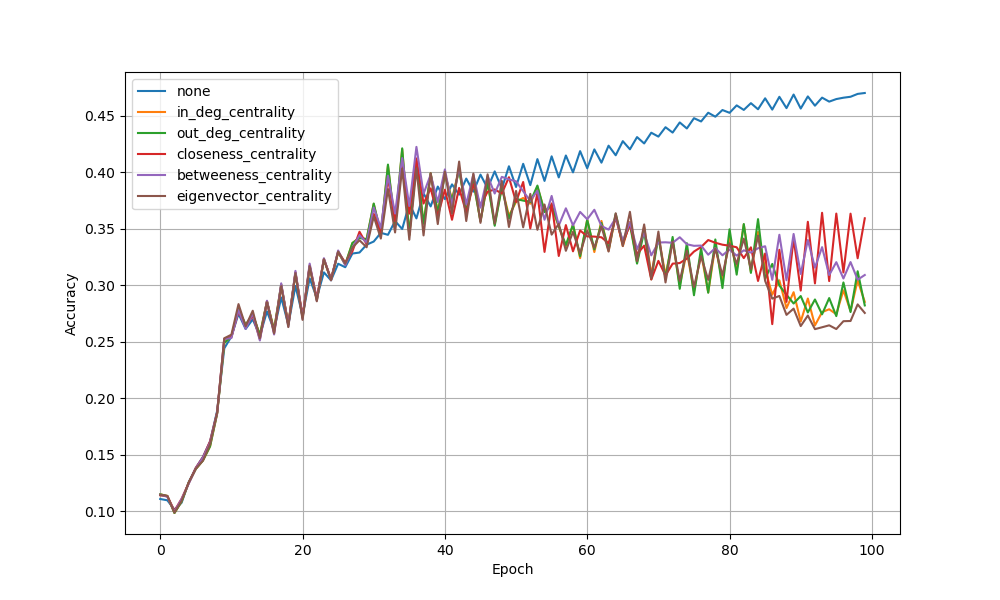 none
in_deg_centrality
out_deg_centrality
closeness_centrality
betweeness_centrality
eigenvector_centrality
0.45
0.40
0.35
0.30
0.25
0.20
0.15
0.10
Accuracy
0 20 40 60 80 100
Epoch